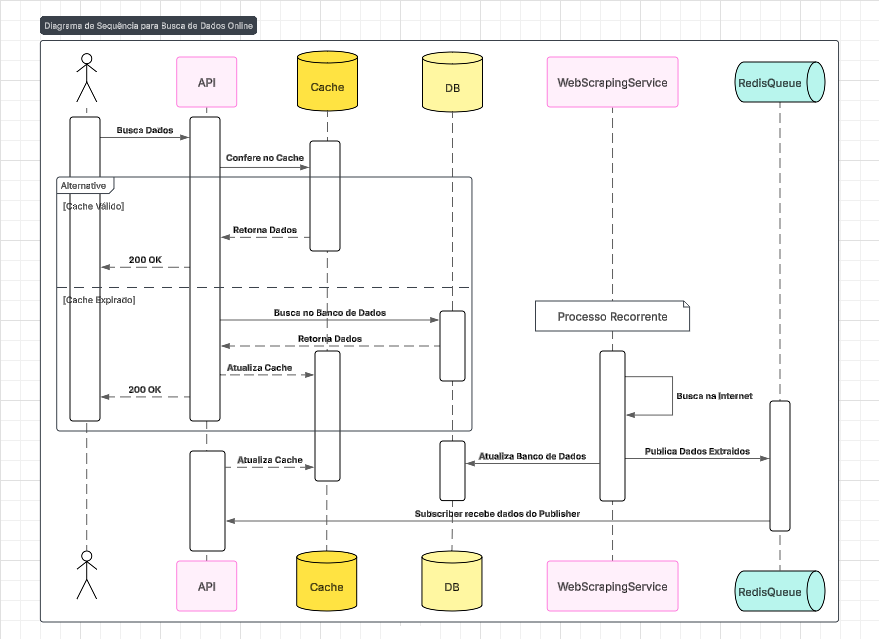 Diagrama de Sequência para Busca de Dados Online
API
Cache
DB
WebScrapingService
RedisQueue
Busca Dados
Confere no Cache
Alternative
[Cache Válido]
Retorna Dados
200 OK
[Cache Expirado]
Busca no Banco de Dados
Processo Recorrente
Retorna Dados
Atualiza Cache
200 OK
Busca na Internet
Publica Dados Extraídos
Atualiza Banco de Dados
Atualiza Cache
Subscriber recebe dados do Publisher
API
Cache
DB
WebScrapingService
RedisQueue